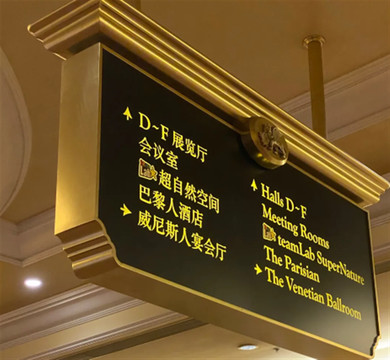 D~F 展览厅
会议室
超自然空间
巴黎人酒店
威尼斯人宴会厅
Halls D~F
Meeting Rooms
teamLab SuperNature
The Parisian
The Venetian Ballroom